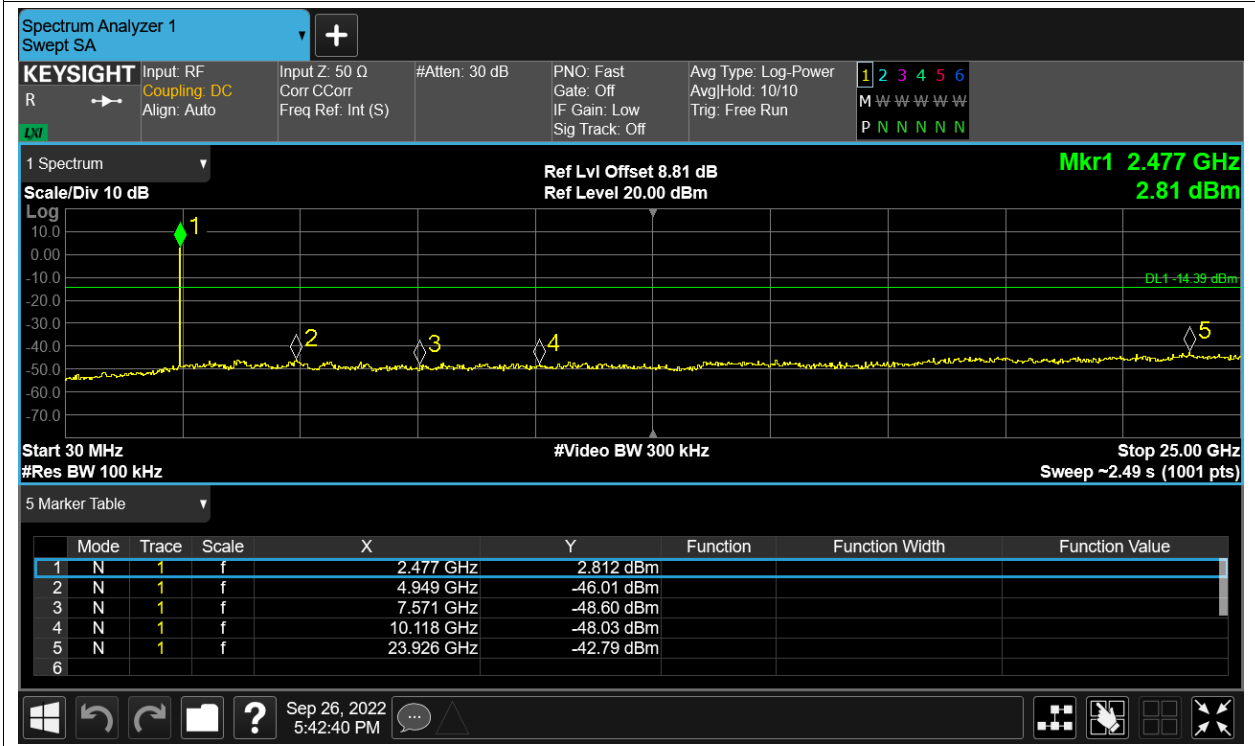 Spectrum Analyzer 1
Swept SA
+
KEYSIGHT
R
LXI
Input: RF
Coupling: DC
Align: Auto
Input Z: 50 Ω
Corr CCorr
Freq Ref: Int (S)
#Atten: 30 dB
PNO: Fast
Gate: Off
IF Gain: Low
Sig Track: Off
Avg Type: Log-Power
Avg|Hold: 10/10
Trig: Free Run
1 2 3 4 5 6
M W W W W W
P N N N N N
1 Spectrum
Scale/Div 10 dB
Ref Lvl Offset 8.81 dB
Ref Level 20.00 dBm
Mkr1 2.477 GHz
2.81 dBm
Log
10.0
0.00
-10.0
-20.0
-30.0
-40.0
-50.0
-60.0
-70.0
1
2
3
4
5
DL1 -14.39 dBm
Start 30 MHz
#Res BW 100 kHz
#Video BW 300 kHz
Stop 25.00 GHz
Sweep ~2.49 s (1001 pts)
5 Marker Table
Mode Trace Scale X Y Function Function Width Function Value
1 N 1 f 2.477 GHz 2.812 dBm
2 N 1 f 4.949 GHz -46.01 dBm
3 N 1 f 7.571 GHz -48.60 dBm
4 N 1 f 10.118 GHz -48.03 dBm
5 N 1 f 23.926 GHz -42.79 dBm
6
?
Sep 26, 2022
5:42:40 PM